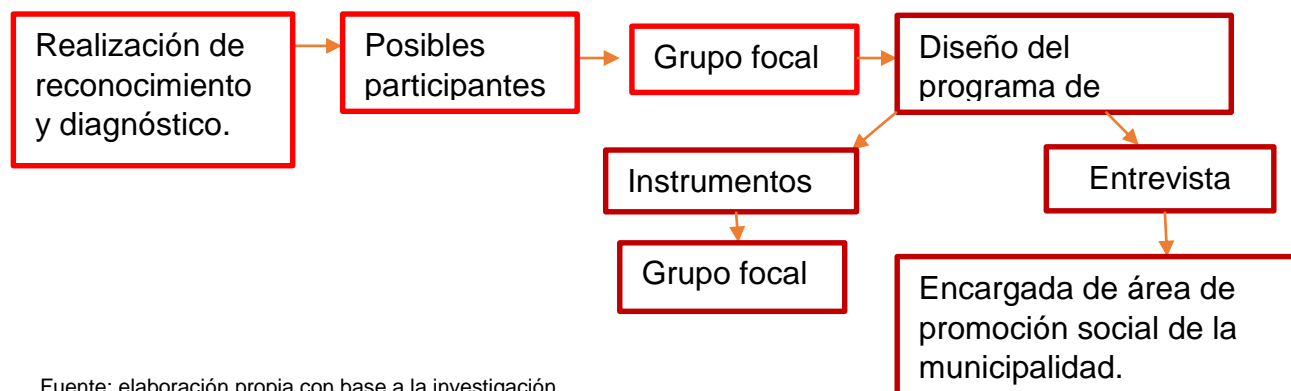 Realización de
reconocimiento
y diagnóstico.
Posibles
participantes
Grupo focal
Diseño del
programa de
Instrumentos
Entrevista
Grupo focal
Encargada de área de
promoción social de la
municipalidad.
Fuente: elaboración propia con base a la investigación